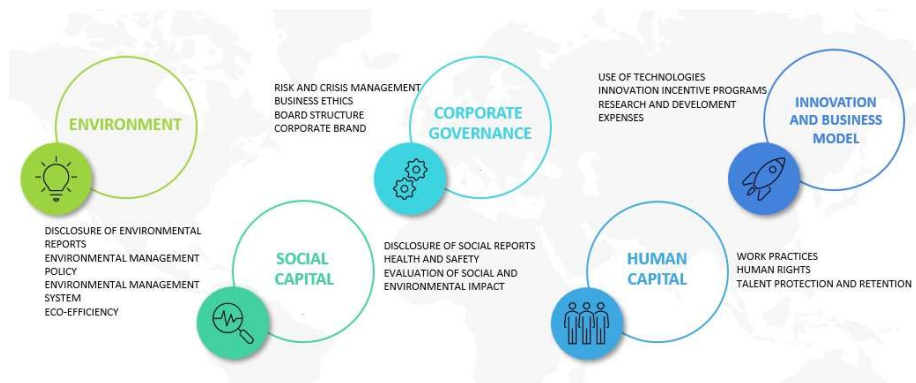 ENVIRONMENT
DISCLOSURE OF ENVIRONMENTAL
REPORTS
ENVIRONMENTAL MANAGEMENT
POLICY
ENVIRONMENTAL MANAGEMENT
SYSTEM
ECO-EFFICIENCY
SOCIAL
CAPITAL
DISCLOSURE OF SOCIAL REPORTS
HEALTH AND SAFETY
EVALUATION OF SOCIAL AND
ENVIRONMENTAL IMPACT
RISK AND CRISIS MANAGEMENT
BUSINESS ETHICS
BOARD STRUCTURE
CORPORATE BRAND
CORPORATE
GOVERNANCE
HUMAN
CAPITAL
WORK PRACTICES
HUMAN RIGHTS
TALENT PROTECTION AND RETENTION
USE OF TECHNOLOGIES
INNOVATION INCENTIVE PROGRAMS
RESEARCH AND DEVELOMENT
EXPENSES
INNOVATION
AND BUSINESS
MODEL